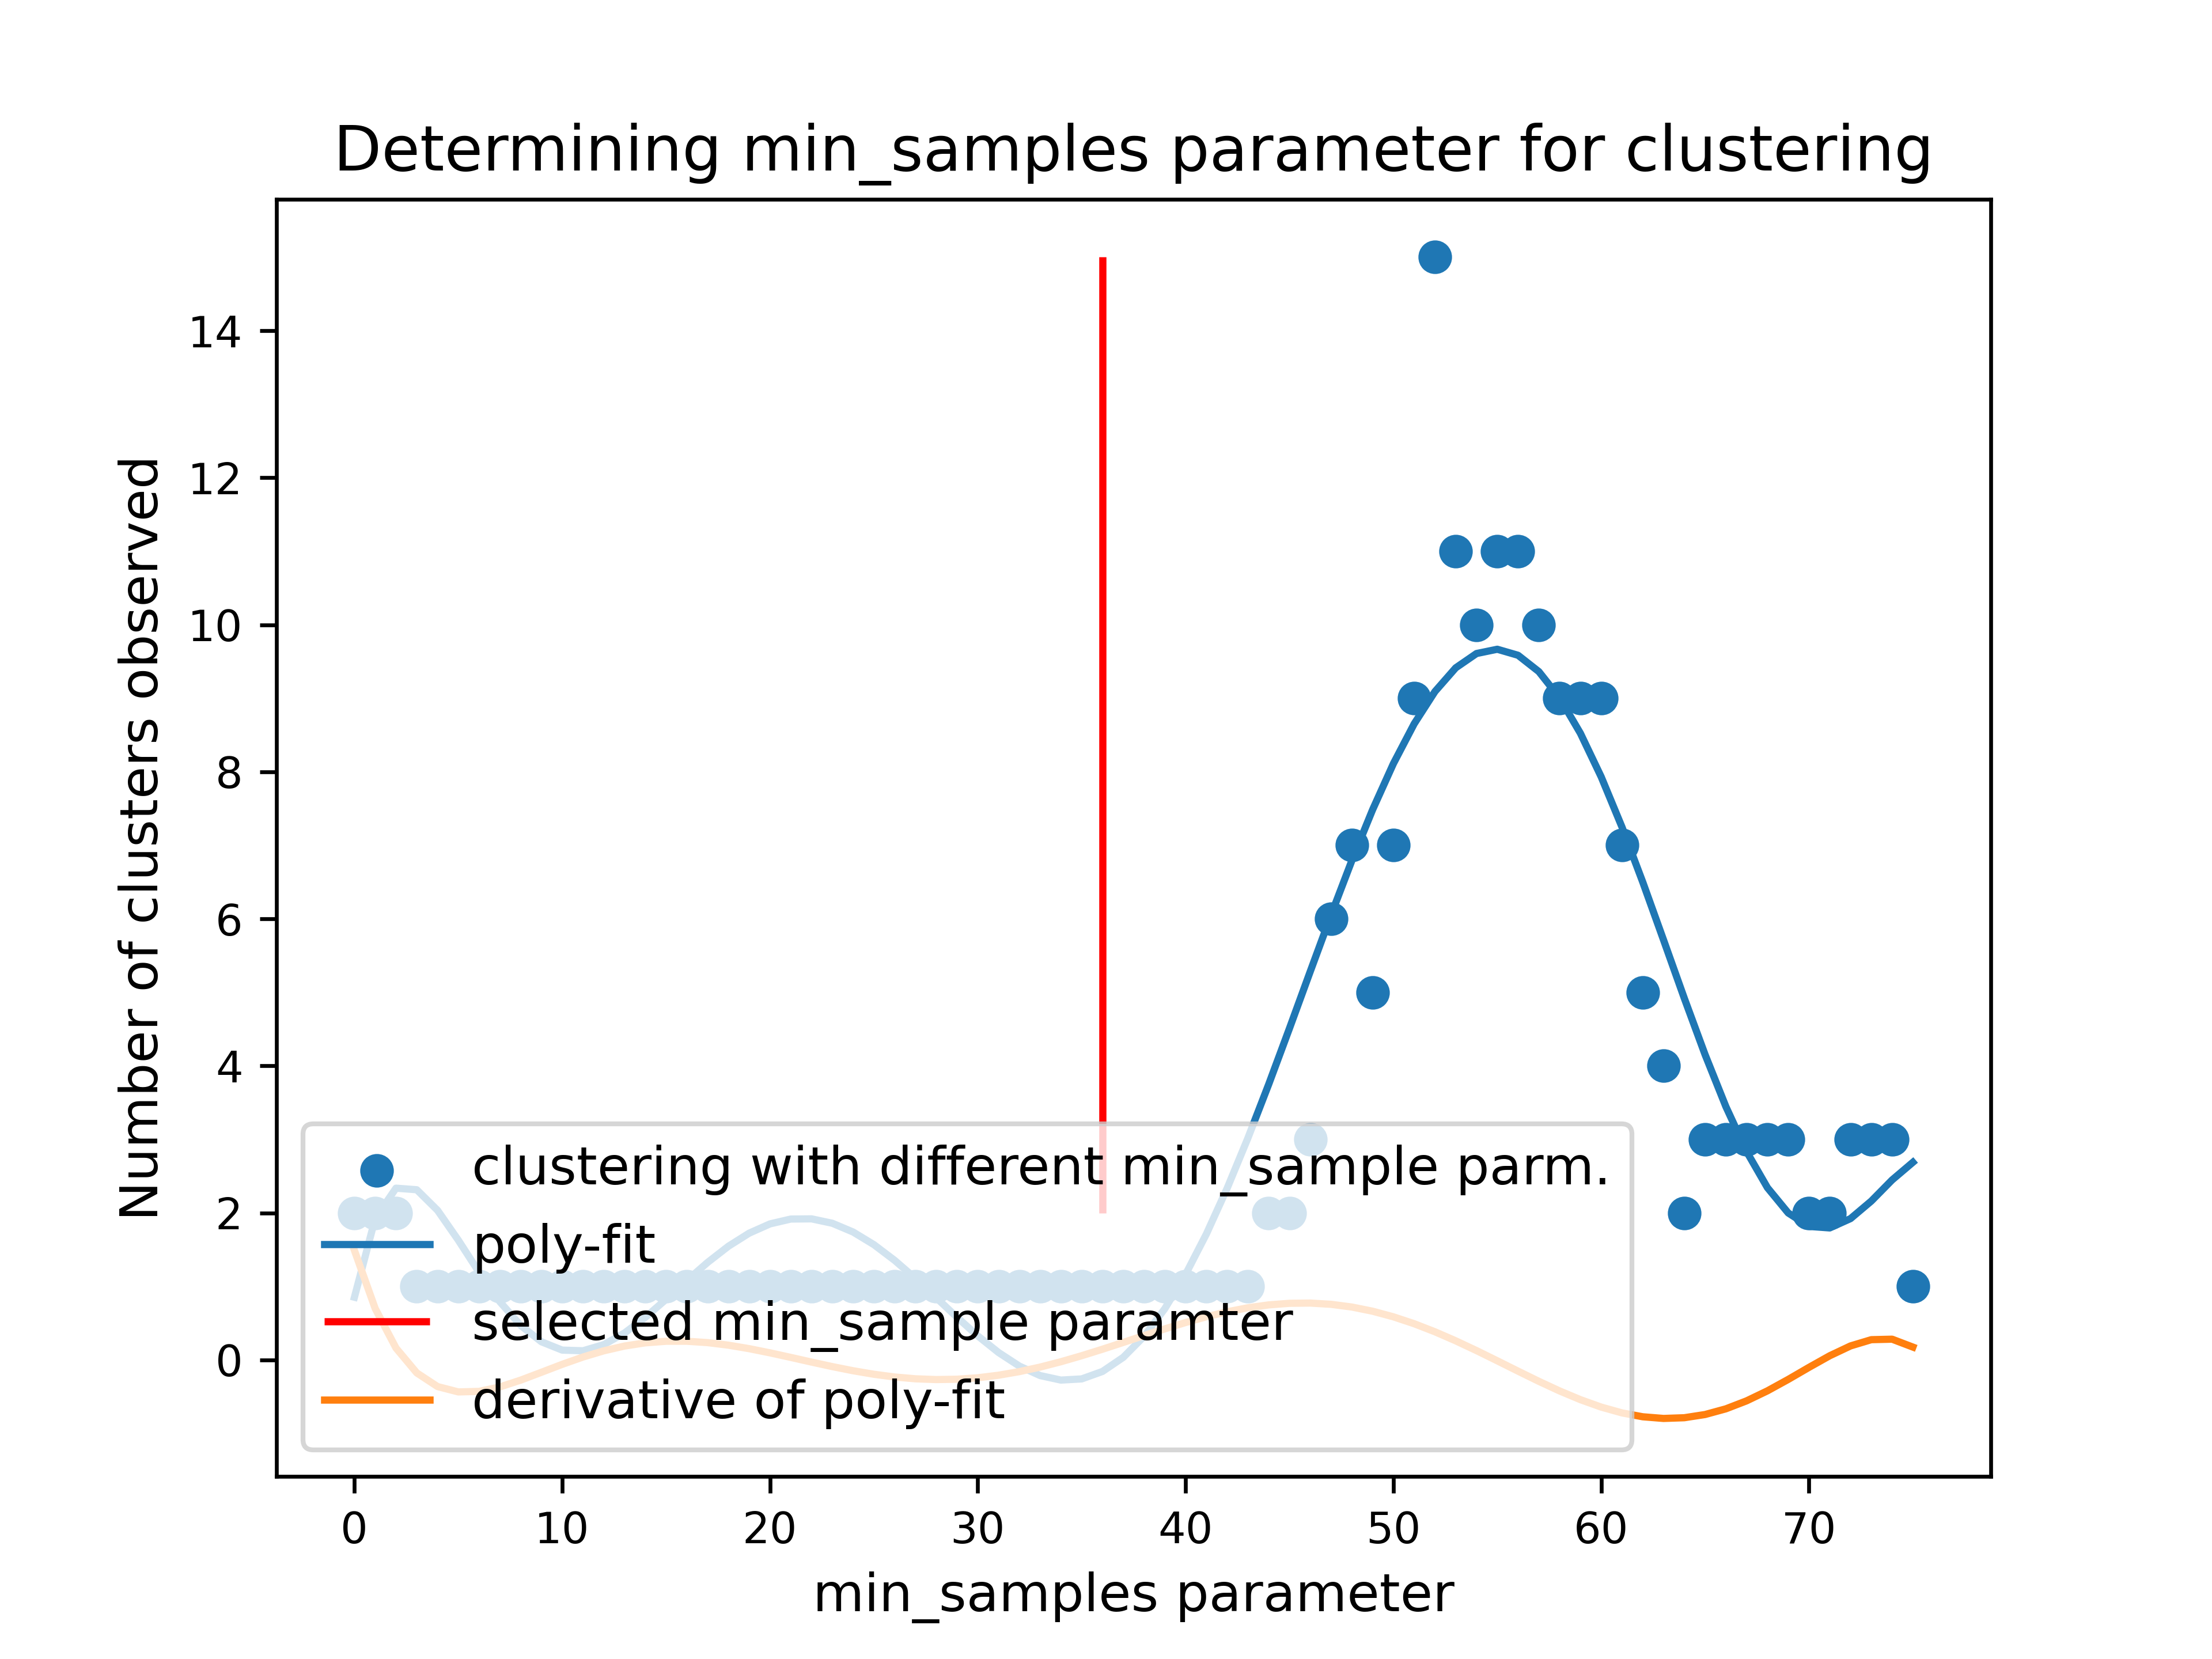 Determining min_samples parameter for clustering
Number of clusters observed
14
12
10
8
6
4
2
0
clustering with different min_sample parm.
poly-fit
selected min_sample paramter
derivative of poly-fit
0 10 20 30 40 50 60 70
min_samples parameter